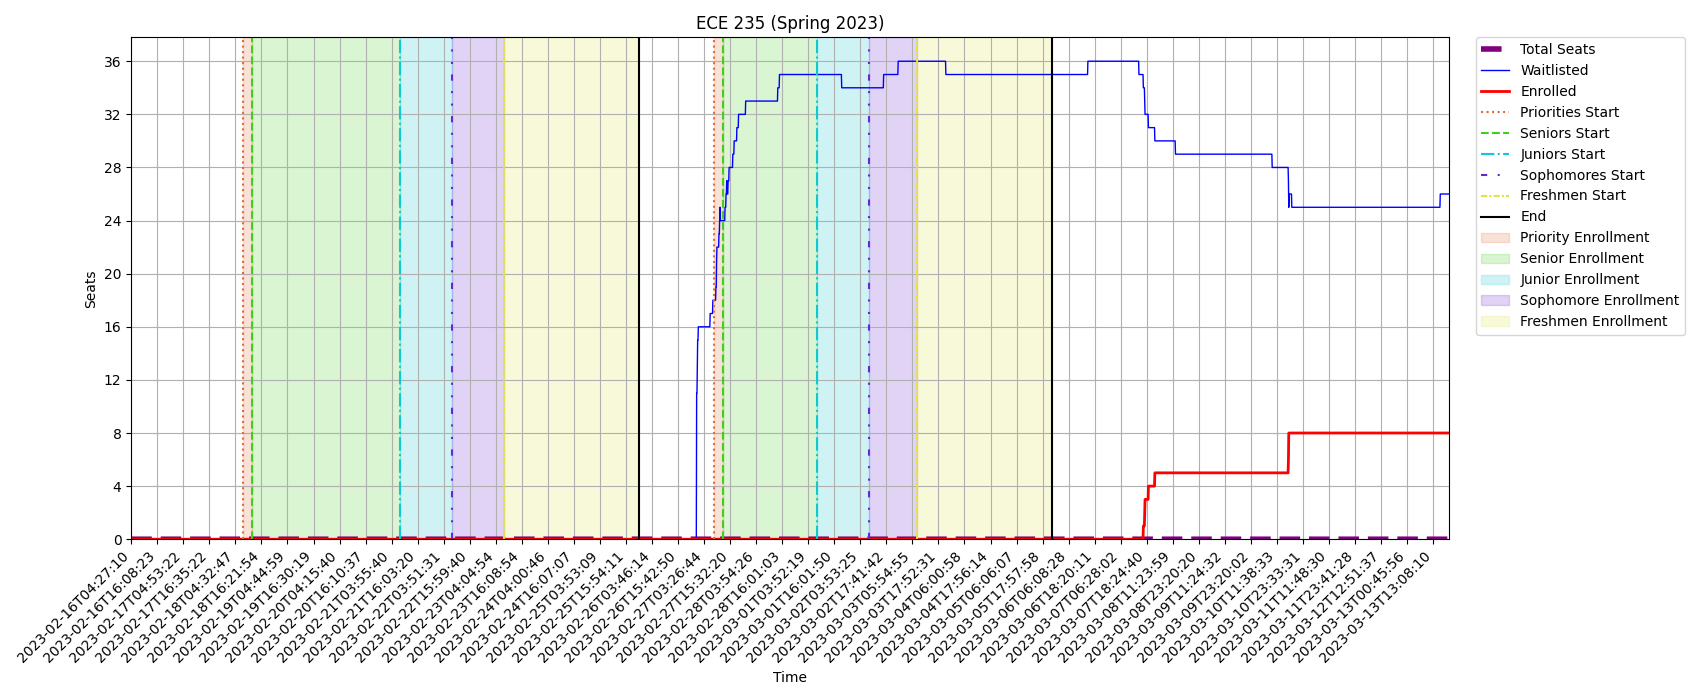 ECE 235 (Spring 2023)
Total Seats
Waitlisted
Enrolled
Priorities Start
Seniors Start
Juniors Start
Sophomores Start
Freshmen Start
End
Priority Enrollment
Senior Enrollment
Junior Enrollment
Sophomore Enrollment
Freshmen Enrollment
Seats
36
32
28
24
20
16
12
8
4
0
2023-02-16T04:27:10
2023-02-16T16:08:23
2023-02-17T04:53:22
2023-02-17T16:35:22
2023-02-18T04:32:47
2023-02-18T16:21:54
2023-02-19T04:44:59
2023-02-19T16:30:19
2023-02-20T04:15:40
2023-02-20T16:10:37
2023-02-21T03:55:40
2023-02-21T16:03:20
2023-02-22T03:51:31
2023-02-22T15:59:40
2023-02-23T04:04:54
2023-02-23T16:08:54
2023-02-24T04:00:46
2023-02-24T16:07:07
2023-02-25T03:53:09
2023-02-25T15:54:11
2023-02-26T03:46:14
2023-02-26T15:42:50
2023-02-27T03:26:44
2023-02-27T15:32:20
2023-02-28T03:54:26
2023-02-28T16:01:03
2023-03-01T03:52:19
2023-03-01T16:01:50
2023-03-02T03:53:25
2023-03-02T17:41:42
2023-03-03T05:54:55
2023-03-03T17:52:31
2023-03-04T06:00:58
2023-03-04T17:56:14
2023-03-05T06:06:07
2023-03-05T17:57:58
2023-03-06T06:08:28
2023-03-06T18:20:11
2023-03-07T06:28:02
2023-03-07T18:24:40
2023-03-08T11:23:59
2023-03-08T23:20:20
2023-03-09T11:24:32
2023-03-09T23:20:02
2023-03-10T11:38:33
2023-03-10T23:33:31
2023-03-11T11:48:30
2023-03-11T23:41:28
2023-03-12T12:51:37
2023-03-13T00:45:56
2023-03-13T13:08:10
Time